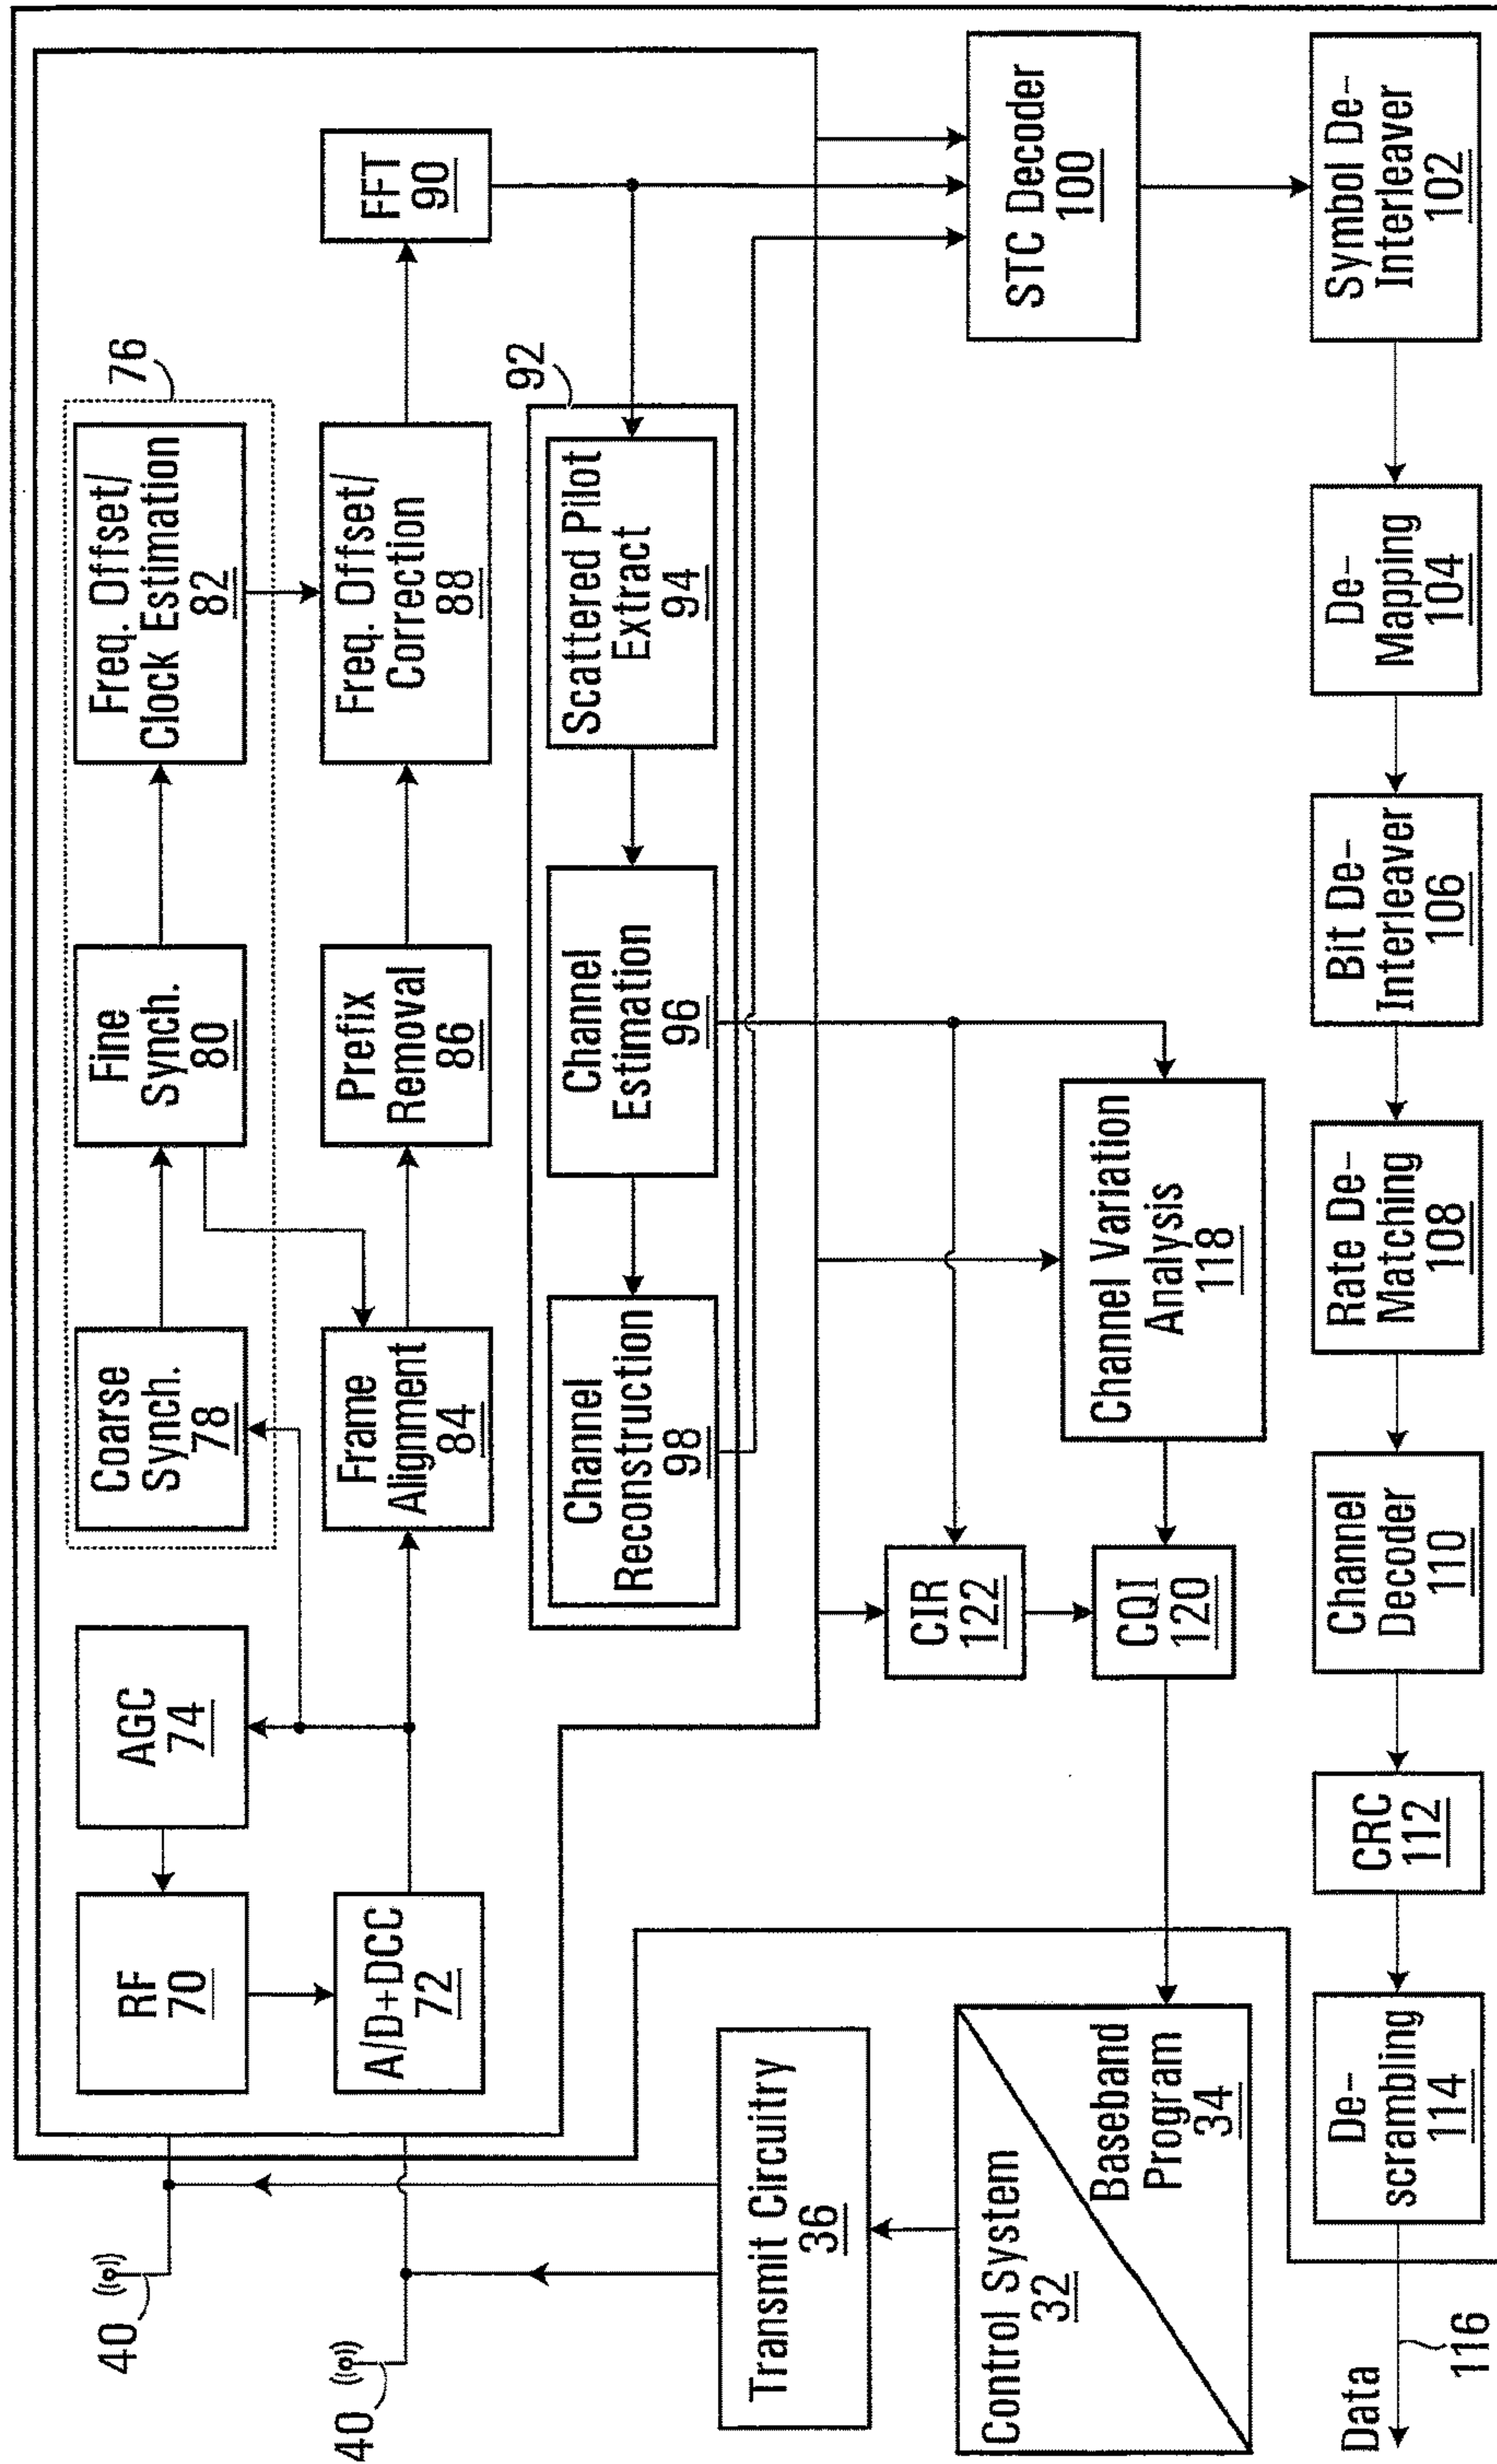 40
40
RF
70
AGC
74
A/D+DCC
72
76
Coarse
Synch.
78
Fine
Synch.
80
Freq. Offset/
Clock Estimation
82
Frame
Alignment
84
Prefix
Removal
86
Freq. Offset/
Correction
88
FFT
90
92
Channel
Reconstruction
98
Channel
Estimation
96
Scattered Pilot
Extract
94
Transmit Circuitry
36
Control System
32
Baseband
Program
34
CIR
122
CQI
120
Channel Variation
Analysis
118
STC Decoder
100
Data
116
De-
scrambling
114
CRC
112
Channel
Decoder
110
Rate De-
Matching
108
Bit De-
Interleaver
106
De-
Mapping
104
Symbol De-
Interleaver
102